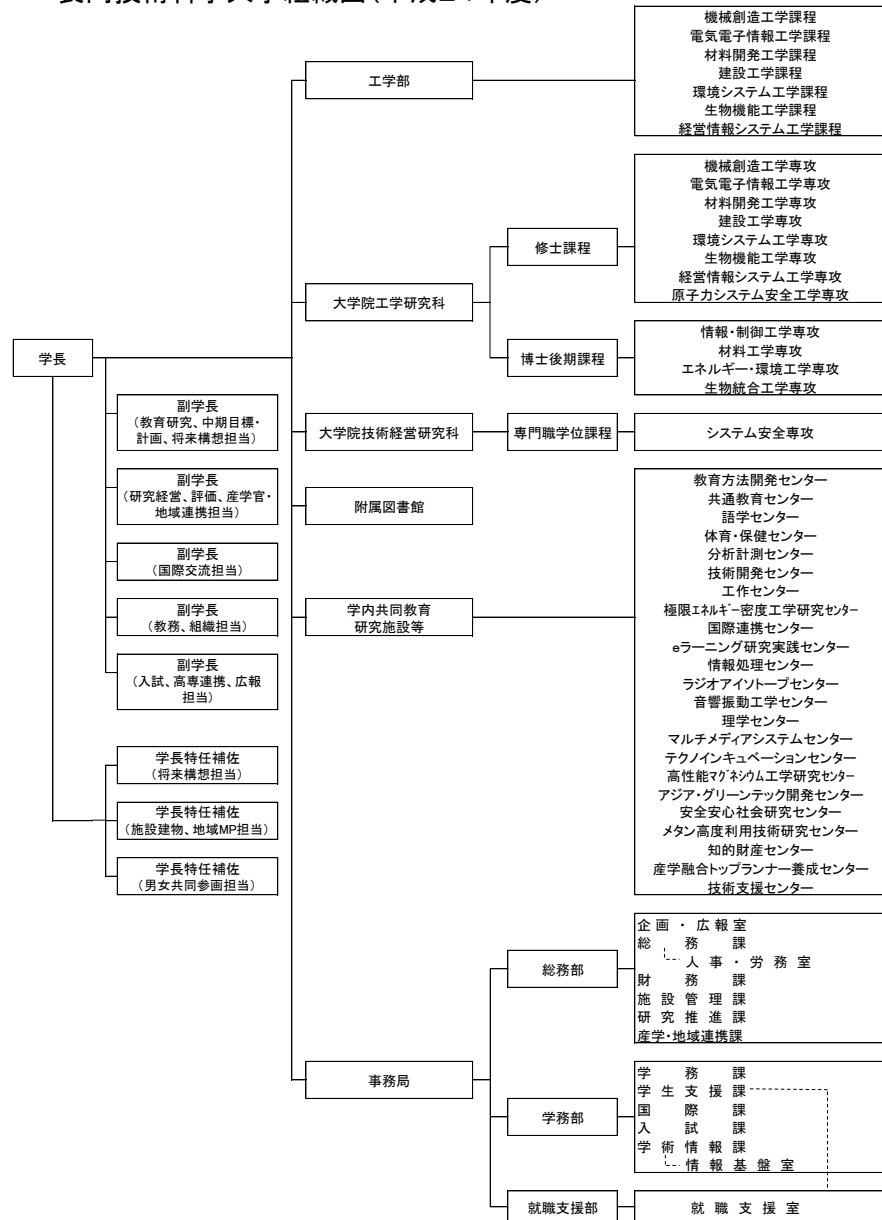 機械創造工学課程
電気電子情報工学課程
材料開発工学課程
建設工学課程
環境システム工学課程
生物機能工学課程
経営情報システム工学課程
工学部
機械創造工学専攻
電気電子情報工学専攻
材料開発工学専攻
建設工学専攻
環境システム工学専攻
生物機能工学専攻
経営情報システム工学専攻
原子力システム安全工学専攻
修士課程
大学院工学研究科
情報・制御工学専攻
材料工学専攻
エネルギー・環境工学専攻
生物統合工学専攻
博士後期課程
学長
副学長
(教育研究、中期目標・
計画、将来構想担当)
大学院技術経営研究科
専門職学位課程
システム安全専攻
副学長
(研究経営、評価、産学官・
地域連携担当)
附属図書館
副学長
(国際交流担当)
副学長
(教務、組織担当)
学内共同教育
研究施設等
副学長
(入試、高専連携、広報
担当)
教育方法開発センター
共通教育センター
語学センター
体育・保健センター
分析計測センター
技術開発センター
工作センター
極限エネルギー密度工学研究センター
国際連携センター
eラーニング研究実践センター
情報処理センター
ラジオアイソトープセンター
音響振動工学センター
理学センター
マルチメディアシステムセンター
テクノインキュベーションセンター
高性能マグネシウム工学研究センター
アジア・グリーンテック開発センター
安全安心社会研究センター
メタン高度利用技術研究センター
知的財産センター
産学融合トップランナー養成センター
技術支援センター
学長特任補佐
(将来構想担当)
学長特任補佐
(施設建物、地域MP担当)
学長特任補佐
(男女共同参画担当)
企画・広報室
総務課
人事・労務室
財務課
施設管理課
研究推進課
産学・地域連携課
総務部
事務局
学務課
学生支援課
国際課
入試課
学術情報課
情報基盤室
学務部
就職支援部
就職支援室